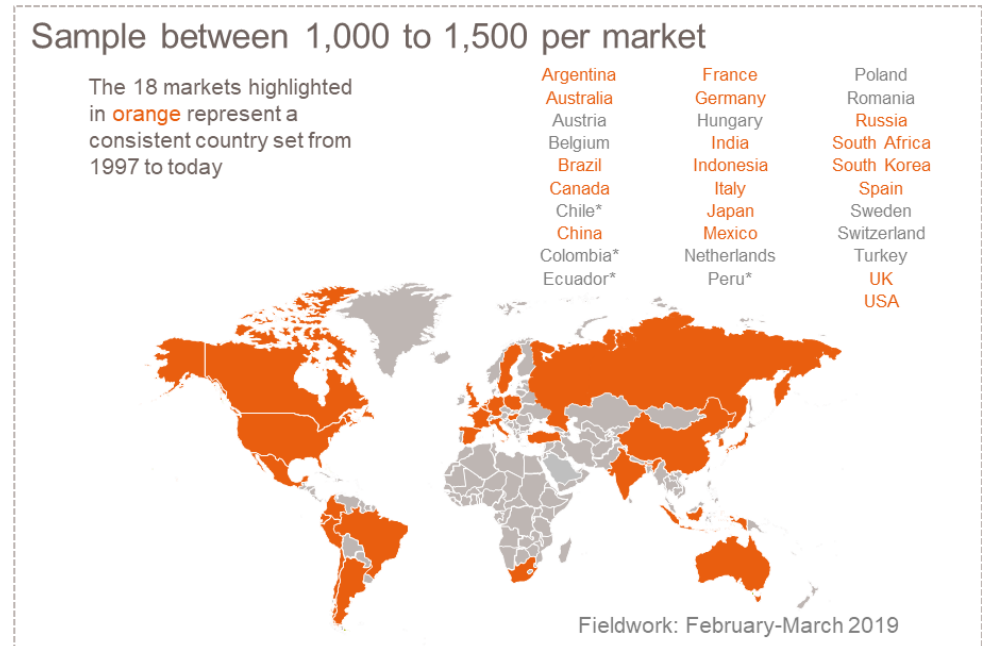 Sample between 1,000 to 1,500 per market
The 18 markets highlighted
in orange represent a
consistent country set from
1997 to today
Argentina
Australia
Austria
Belgium
Brazil
Canada
Chile*
China
Colombia*
Ecuador*
France
Germany
Hungary
India
Indonesia
Italy
Japan
Mexico
Netherlands
Peru*
Poland
Romania
Russia
South Africa
South Korea
Spain
Sweden
Switzerland
Turkey
UK
USA
Fieldwork: February-March 2019